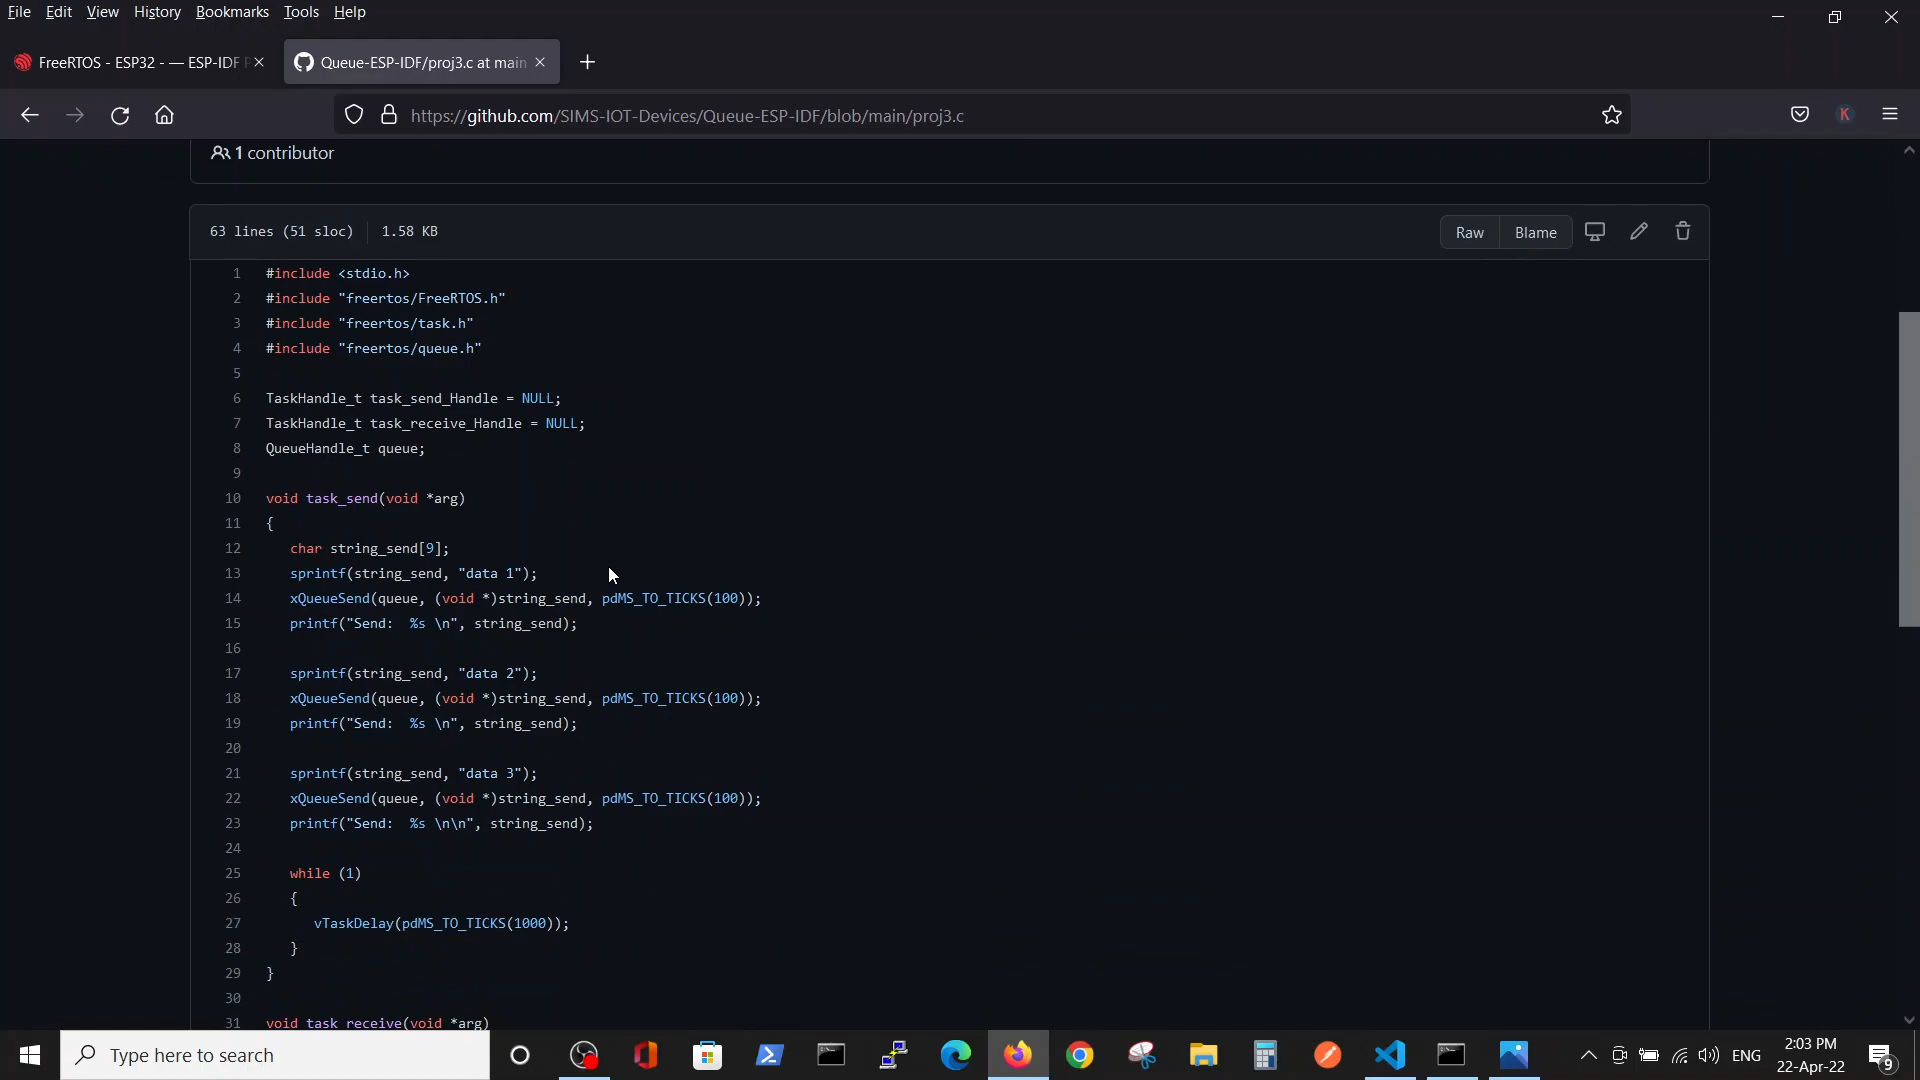 File Edit View History Bookmarks Tools Help
FreeRTOS - ESP32 - — ESP-IDF P
Queue-ESP-IDF/proj3.c at main
https://github.com/SIMS-IOT-Devices/Queue-ESP-IDF/blob/main/proj3.c
K
1 contributor
63 lines (51 sloc) 1.58 KB
Raw Blame
1 #include <stdio.h>
2 #include "freertos/FreeRTOS.h"
3 #include "freertos/task.h"
4 #include "freertos/queue.h"
5
6 TaskHandle_t task_send_Handle = NULL;
7 TaskHandle_t task_receive_Handle = NULL;
8 QueueHandle_t queue;
9
10 void task_send(void *arg)
11 {
12 char string_send[9];
13 sprintf(string_send, "data 1");
14 xQueueSend(queue, (void *)string_send, pdMS_TO_TICKS(100));
15 printf("Send:  %s \n", string_send);
16
17 sprintf(string_send, "data 2");
18 xQueueSend(queue, (void *)string_send, pdMS_TO_TICKS(100));
19 printf("Send:  %s \n", string_send);
20
21 sprintf(string_send, "data 3");
22 xQueueSend(queue, (void *)string_send, pdMS_TO_TICKS(100));
23 printf("Send:  %s \n\n", string_send);
24
25 while (1)
26 {
27 vTaskDelay(pdMS_TO_TICKS(1000));
28 }
29 }
30
31 void task_receive(void *arg)
Type here to search
ENG
2:03 PM
22-Apr-22
9